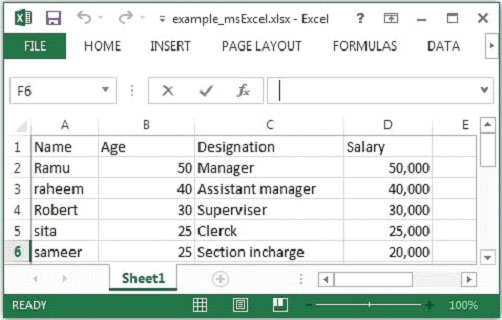 example_msExcel.xlsx - Excel ?
FILE HOME INSERT PAGE LAYOUT FORMULAS DATA
F6 fx
A B C D E
1 Name Age Designation Salary
2 Ramu 50 Manager 50,000
3 raheem 40 Assistant manager 40,000
4 Robert 30 Superviser 30,000
5 sita 25 Clerck 25,000
6 sameer 25 Section incharge 20,000
Sheet1
READY 100%